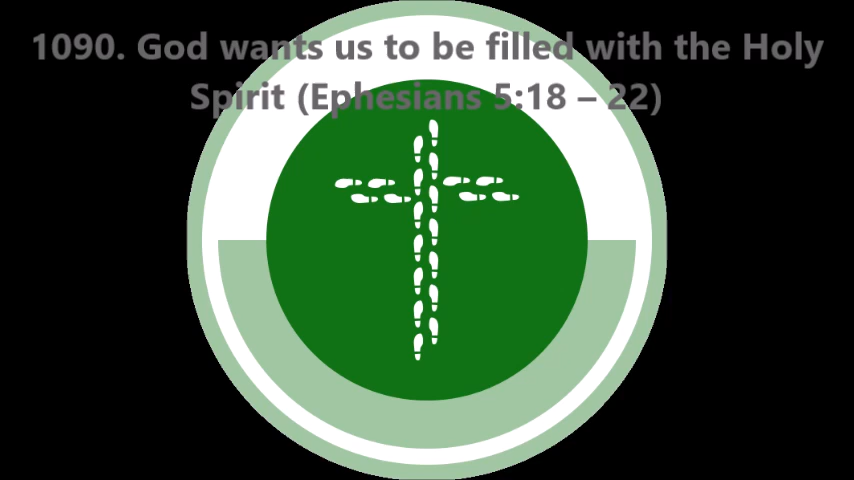 1090. God wants us to be filled with the Holy
Spirit (Ephesians 5:18 – 22)